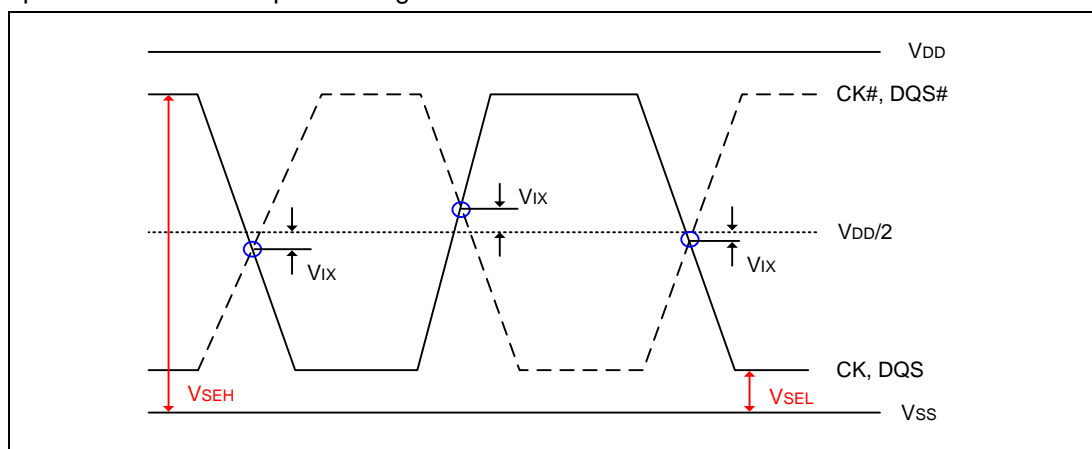 VDD
CK#, DQS#
VIX
VDD/2
VIX
VIX
CK, DQS
VSEH
VSEL
VSS